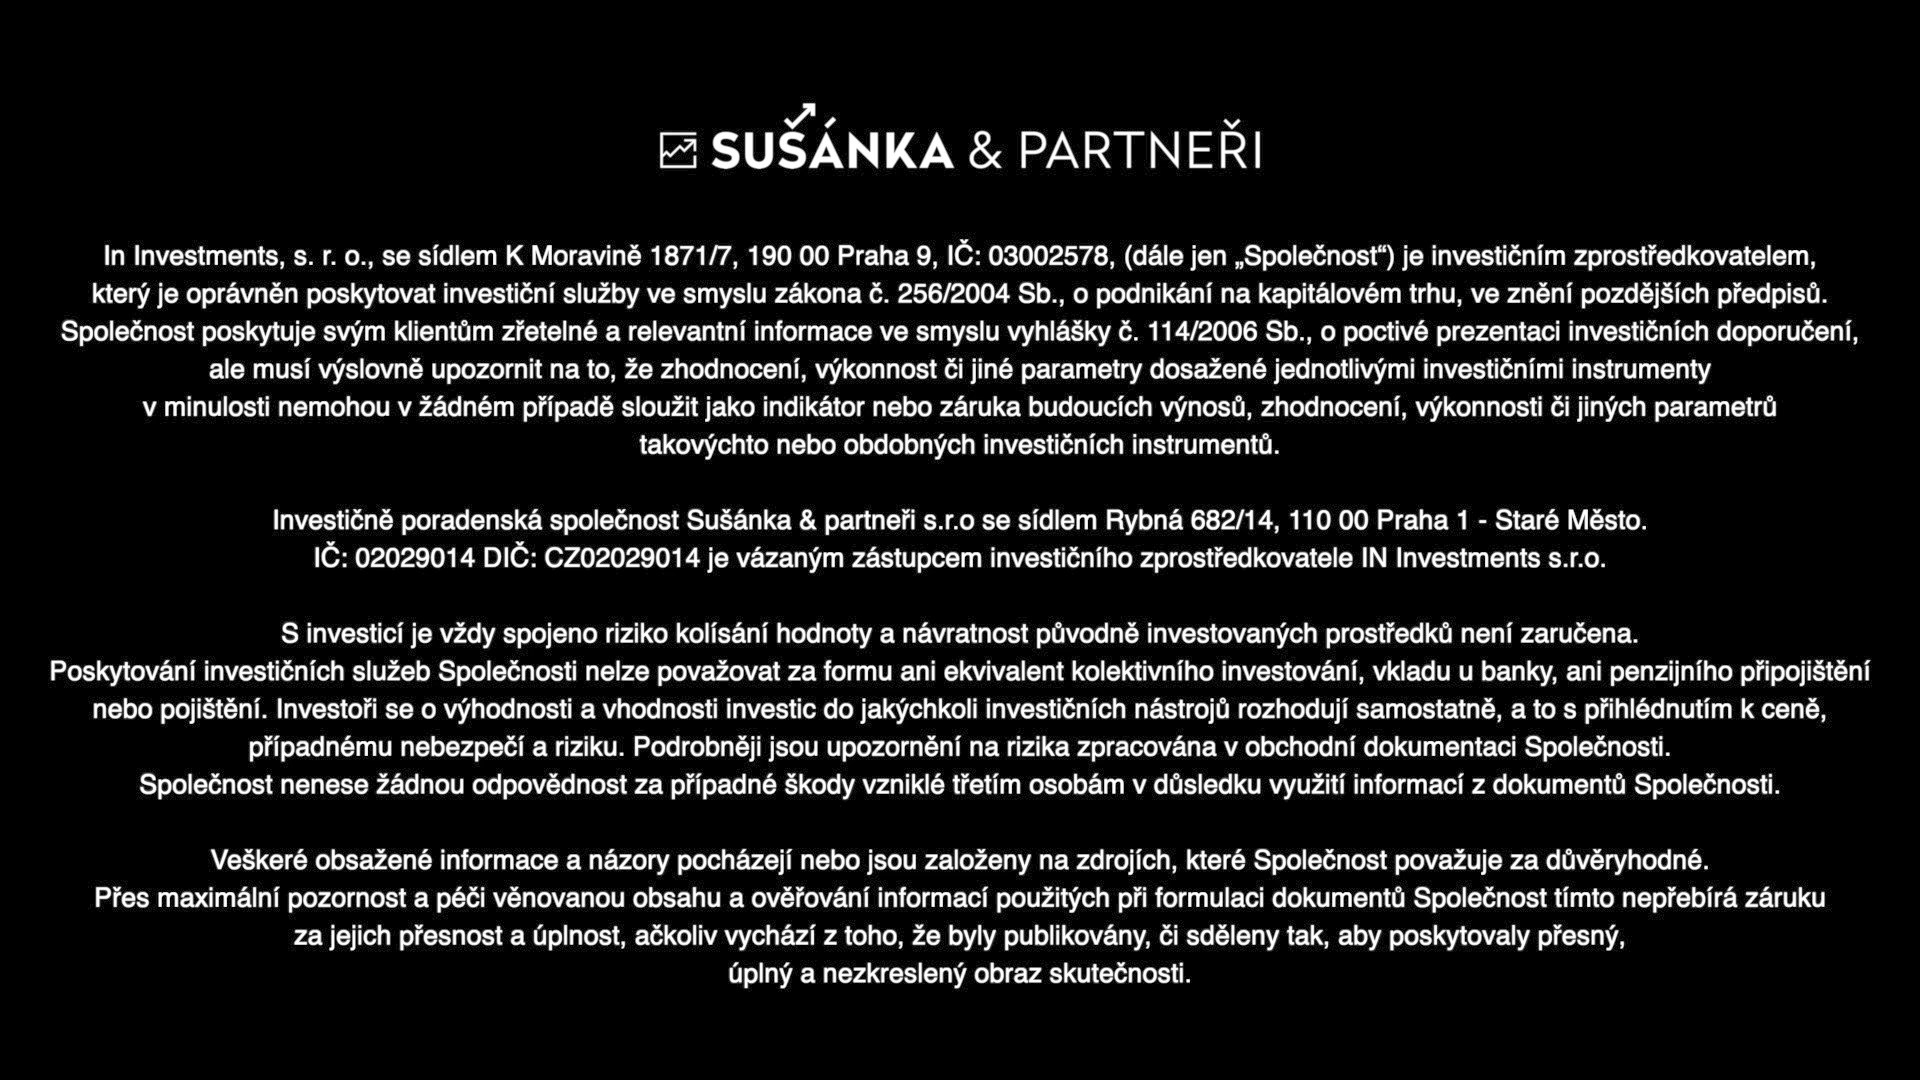 SUŠÁNKA & PARTNEŘI
In Investments, s. r. o., se sídlem K Moravině 1871/7, 190 00 Praha 9, IČ: 03002578, (dále jen „Společnost“) je investičním zprostředkovatelem,
který je oprávněn poskytovat investiční služby ve smyslu zákona č. 256/2004 Sb., o podnikání na kapitálovém trhu, ve znění pozdějších předpisů.
Společnost poskytuje svým klientům zřetelné a relevantní informace ve smyslu vyhlášky č. 114/2006 Sb., o poctivé prezentaci investičních doporučení,
ale musí výslovně upozornit na to, že zhodnocení, výkonnost či jiné parametry dosažené jednotlivými investičními instrumenty
v minulosti nemohou v žádném případě sloužit jako indikátor nebo záruka budoucích výnosů, zhodnocení, výkonnosti či jiných parametrů
takovýchto nebo obdobných investičních instrumentů.
Investičně poradenská společnost Sušánka & partneři s.r.o se sídlem Rybná 682/14, 110 00 Praha 1 - Staré Město.
IČ: 02029014 DIČ: CZ02029014 je vázaným zástupcem investičního zprostředkovatele IN Investments s.r.o.
S investicí je vždy spojeno riziko kolísání hodnoty a návratnost původně investovaných prostředků není zaručena.
Poskytování investičních služeb Společnosti nelze považovat za formu ani ekvivalent kolektivního investování, vkladu u banky, ani penzijního připojištění
nebo pojištění. Investoři se o výhodnosti a vhodnosti investic do jakýchkoli investičních nástrojů rozhodují samostatně, a to s přihlédnutím k ceně,
případnému nebezpečí a riziku. Podrobněji jsou upozornění na rizika zpracována v obchodní dokumentaci Společnosti.
Společnost nenese žádnou odpovědnost za případné škody vzniklé třetím osobám v důsledku využití informací z dokumentů Společnosti.
Veškeré obsažené informace a názory pocházejí nebo jsou založeny na zdrojích, které Společnost považuje za důvěryhodné.
Přes maximální pozornost a péči věnovanou obsahu a ověřování informací použitých při formulaci dokumentů Společnost tímto nepřebírá záruku
za jejich přesnost a úplnost, ačkoliv vychází z toho, že byly publikovány, či sděleny tak, aby poskytovaly přesný,
úplný a nezkreslený obraz skutečnosti.